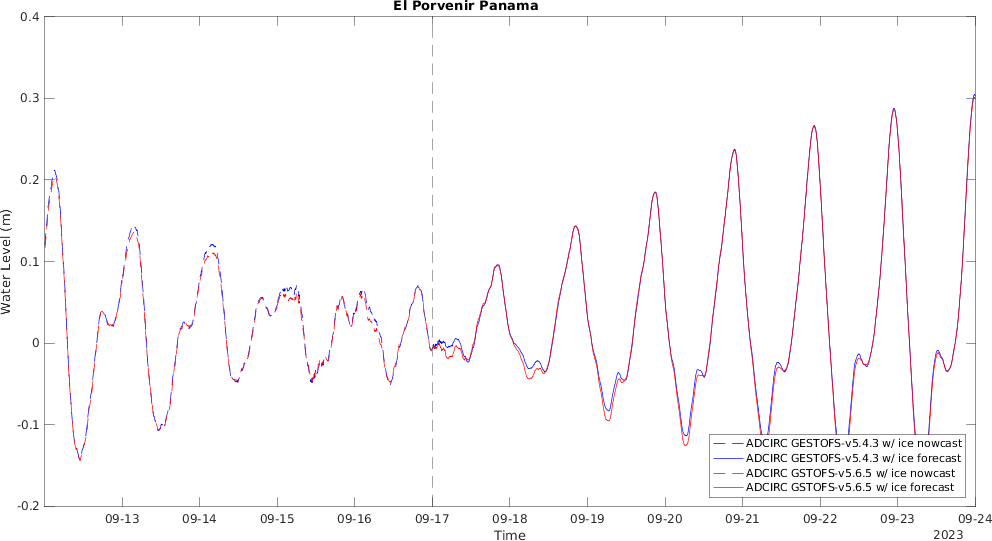 El Porvenir Panama
Water Level (m)
0.4
0.3
0.2
0.1
0
-0.1
-0.2
ADCIRC GESTOFS-v5.4.3 w/ ice nowcast
ADCIRC GESTOFS-v5.4.3 w/ ice forecast
ADCIRC GSTOFS-v5.6.5 w/ ice nowcast
ADCIRC GSTOFS-v5.6.5 w/ ice forecast
09-13 09-14 09-15 09-16 09-17 09-18 09-19 09-20 09-21 09-22 09-23 09-24
Time
2023